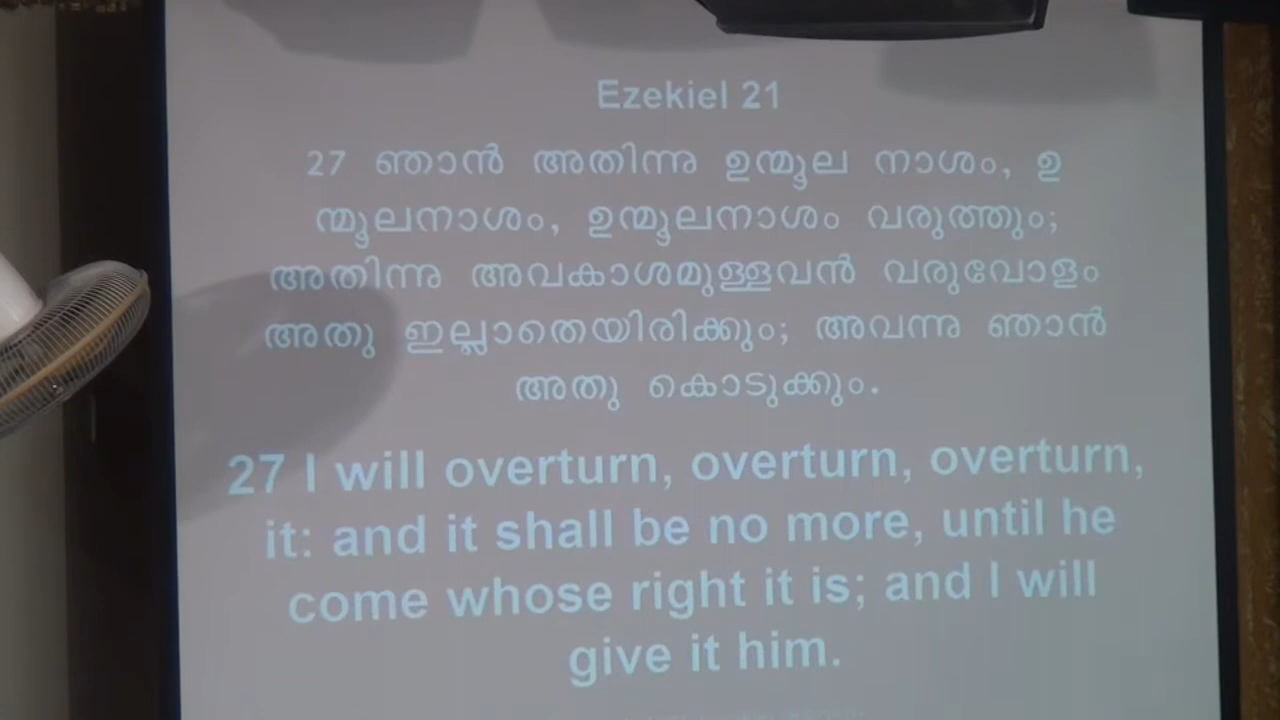 Ezekiel 21
27 ഞാൻ അതിന്നു ഉന്മൂല നാശം, ഉ
ന്മൂലനാശം, ഉന്മൂലനാശം വരുത്തും;
അതിന്നു അവകാശമുള്ളവൻ വരുവോളം
അതു ഇല്ലാതെയിരിക്കും; അവന്നു ഞാൻ
അതു കൊടുക്കും.
27 I will overturn, overturn, overturn,
it: and it shall be no more, until he
come whose right it is; and I will
give it him.